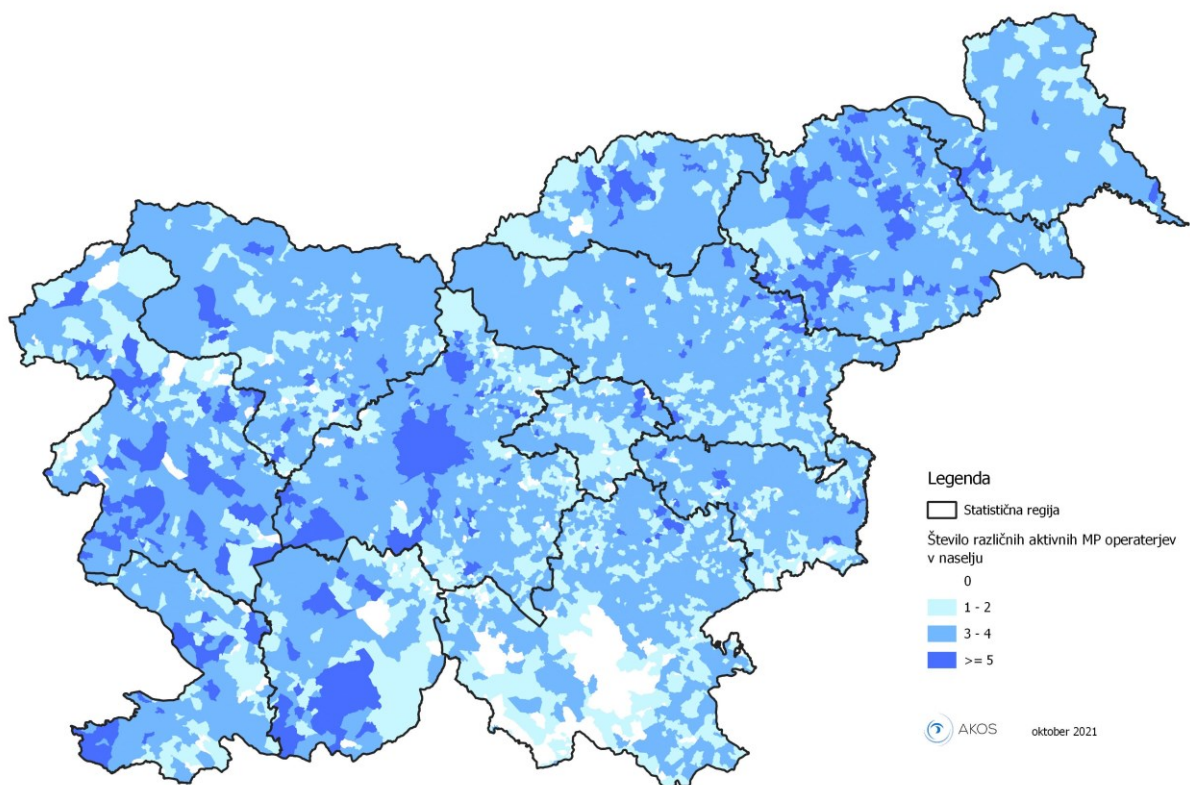 Legenda
Statistična regija
Število različnih aktivnih MP operaterjev
v naselju
0
1 - 2
3 - 4
>= 5
AKOS oktober 2021